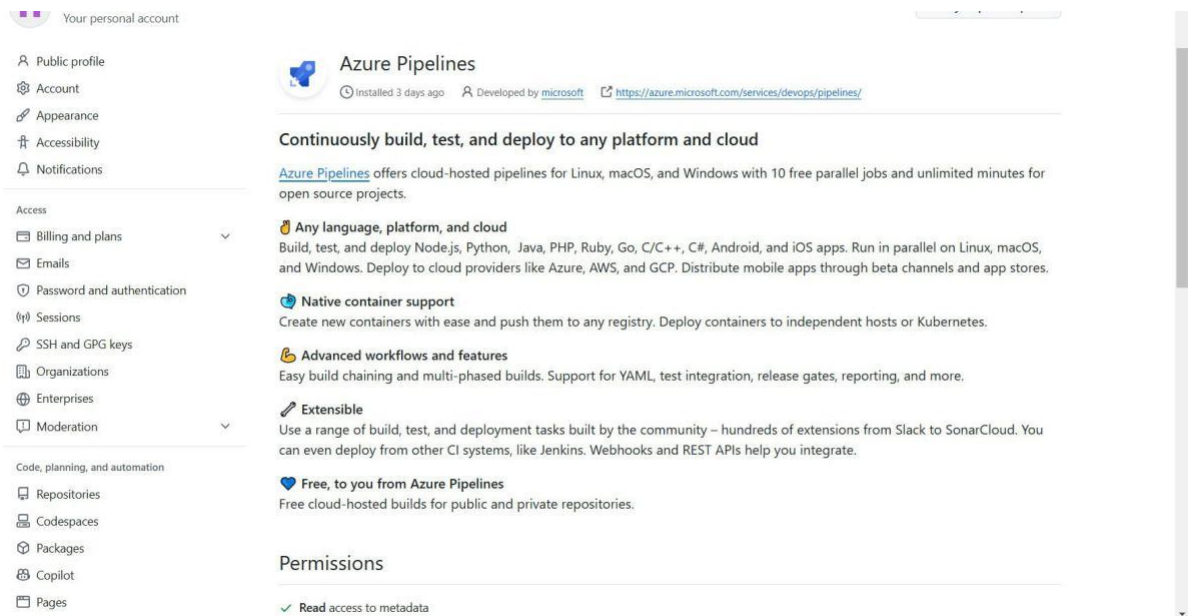 Your personal account
Public profile
Account
Appearance
Accessibility
Notifications
Access
Billing and plans
Emails
Password and authentication
Sessions
SSH and GPG keys
Organizations
Enterprises
Moderation
Code, planning, and automation
Repositories
Codespaces
Packages
Copilot
Pages
Azure Pipelines
Installed 3 days ago Developed by microsoft https://azure.microsoft.com/services/devops/pipelines/
Continuously build, test, and deploy to any platform and cloud
Azure Pipelines offers cloud-hosted pipelines for Linux, macOS, and Windows with 10 free parallel jobs and unlimited minutes for
open source projects.
Any language, platform, and cloud
Build, test, and deploy Node.js, Python, Java, PHP, Ruby, Go, C/C++, C#, Android, and iOS apps. Run in parallel on Linux, macOS,
and Windows. Deploy to cloud providers like Azure, AWS, and GCP. Distribute mobile apps through beta channels and app stores.
Native container support
Create new containers with ease and push them to any registry. Deploy containers to independent hosts or Kubernetes.
Advanced workflows and features
Easy build chaining and multi-phased builds. Support for YAML, test integration, release gates, reporting, and more.
Extensible
Use a range of build, test, and deployment tasks built by the community – hundreds of extensions from Slack to SonarCloud. You
can even deploy from other CI systems, like Jenkins. Webhooks and REST APIs help you integrate.
Free, to you from Azure Pipelines
Free cloud-hosted builds for public and private repositories.
Permissions
Read access to metadata